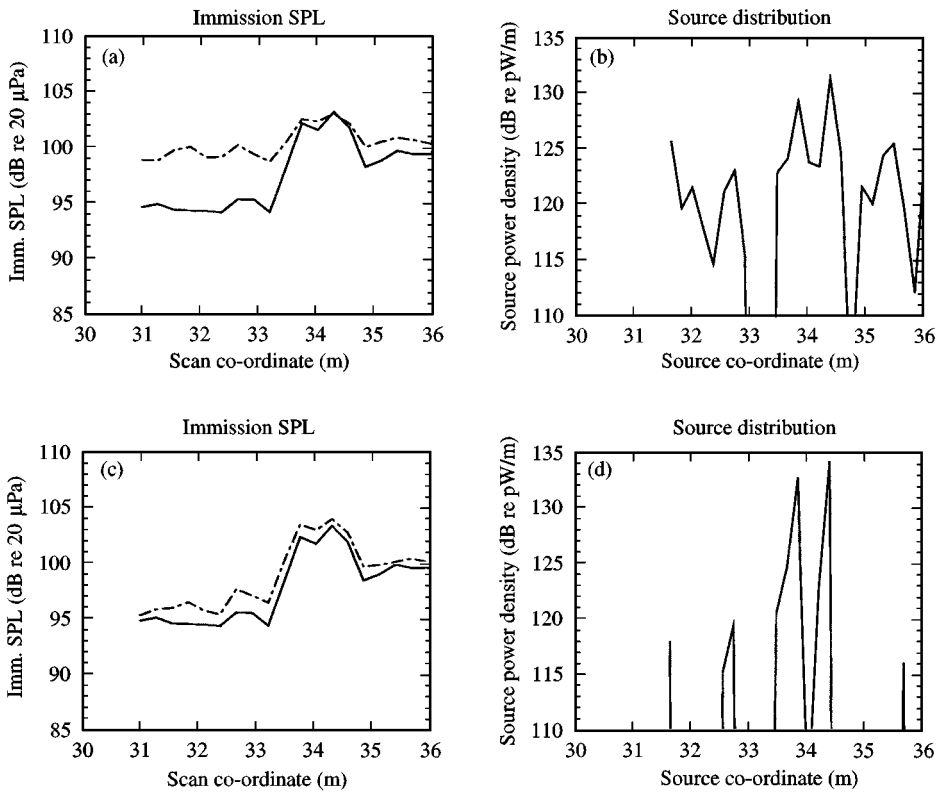 Immission SPL
(a)
Imm. SPL (dB re 20 μPa)
110
105
100
95
90
85
30 31 32 33 34 35 36
Scan co-ordinate (m)
Source distribution
(b)
Source power density (dB re pW/m)
135
130
125
120
115
110
30 31 32 33 34 35 36
Source co-ordinate (m)
Immission SPL
(c)
Imm. SPL (dB re 20 μPa)
110
105
100
95
90
85
30 31 32 33 34 35 36
Scan co-ordinate (m)
Source distribution
(d)
Source power density (dB re pW/m)
135
130
125
120
115
110
30 31 32 33 34 35 36
Source co-ordinate (m)